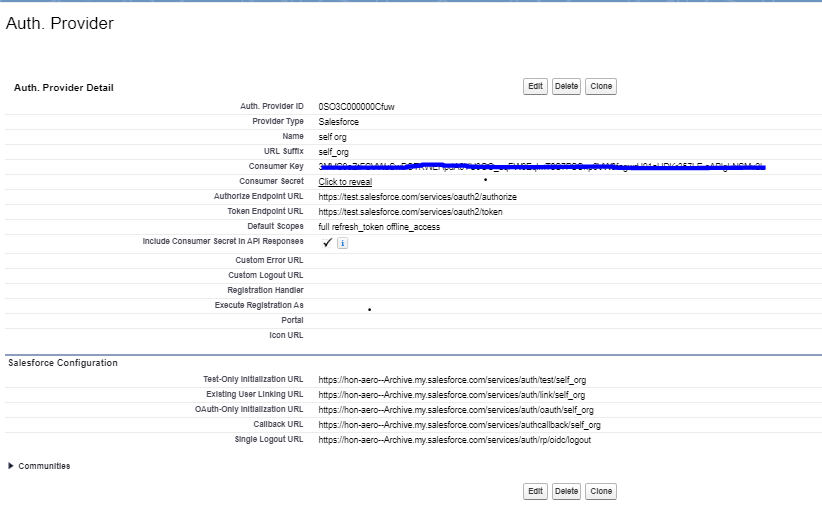 Auth. Provider
Auth. Provider Detail
Edit Delete Clone
Auth. Provider ID 0SO3C000000Cfuw
Provider Type Salesforce
Name self org
URL Suffix self_org
Consumer Key
Consumer Secret Click to reveal
Authorize Endpoint URL https://test.salesforce.com/services/oauth2/authorize
Token Endpoint URL https://test.salesforce.com/services/oauth2/token
Default Scopes full refresh_token offline_access
Include Consumer Secret in API Responses ✓ i
Custom Error URL
Custom Logout URL
Registration Handler
Execute Registration As
Portal
Icon URL
Salesforce Configuration
Test-Only Initialization URL https://hon-aero--Archive.my.salesforce.com/services/auth/test/self_org
Existing User Linking URL https://hon-aero--Archive.my.salesforce.com/services/auth/link/self_org
OAuth-Only Initialization URL https://hon-aero--Archive.my.salesforce.com/services/auth/oauth/self_org
Callback URL https://hon-aero--Archive.my.salesforce.com/services/authcallback/self_org
Single Logout URL https://hon-aero--Archive.my.salesforce.com/services/auth/rp/oidc/logout
Communities
Edit Delete Clone